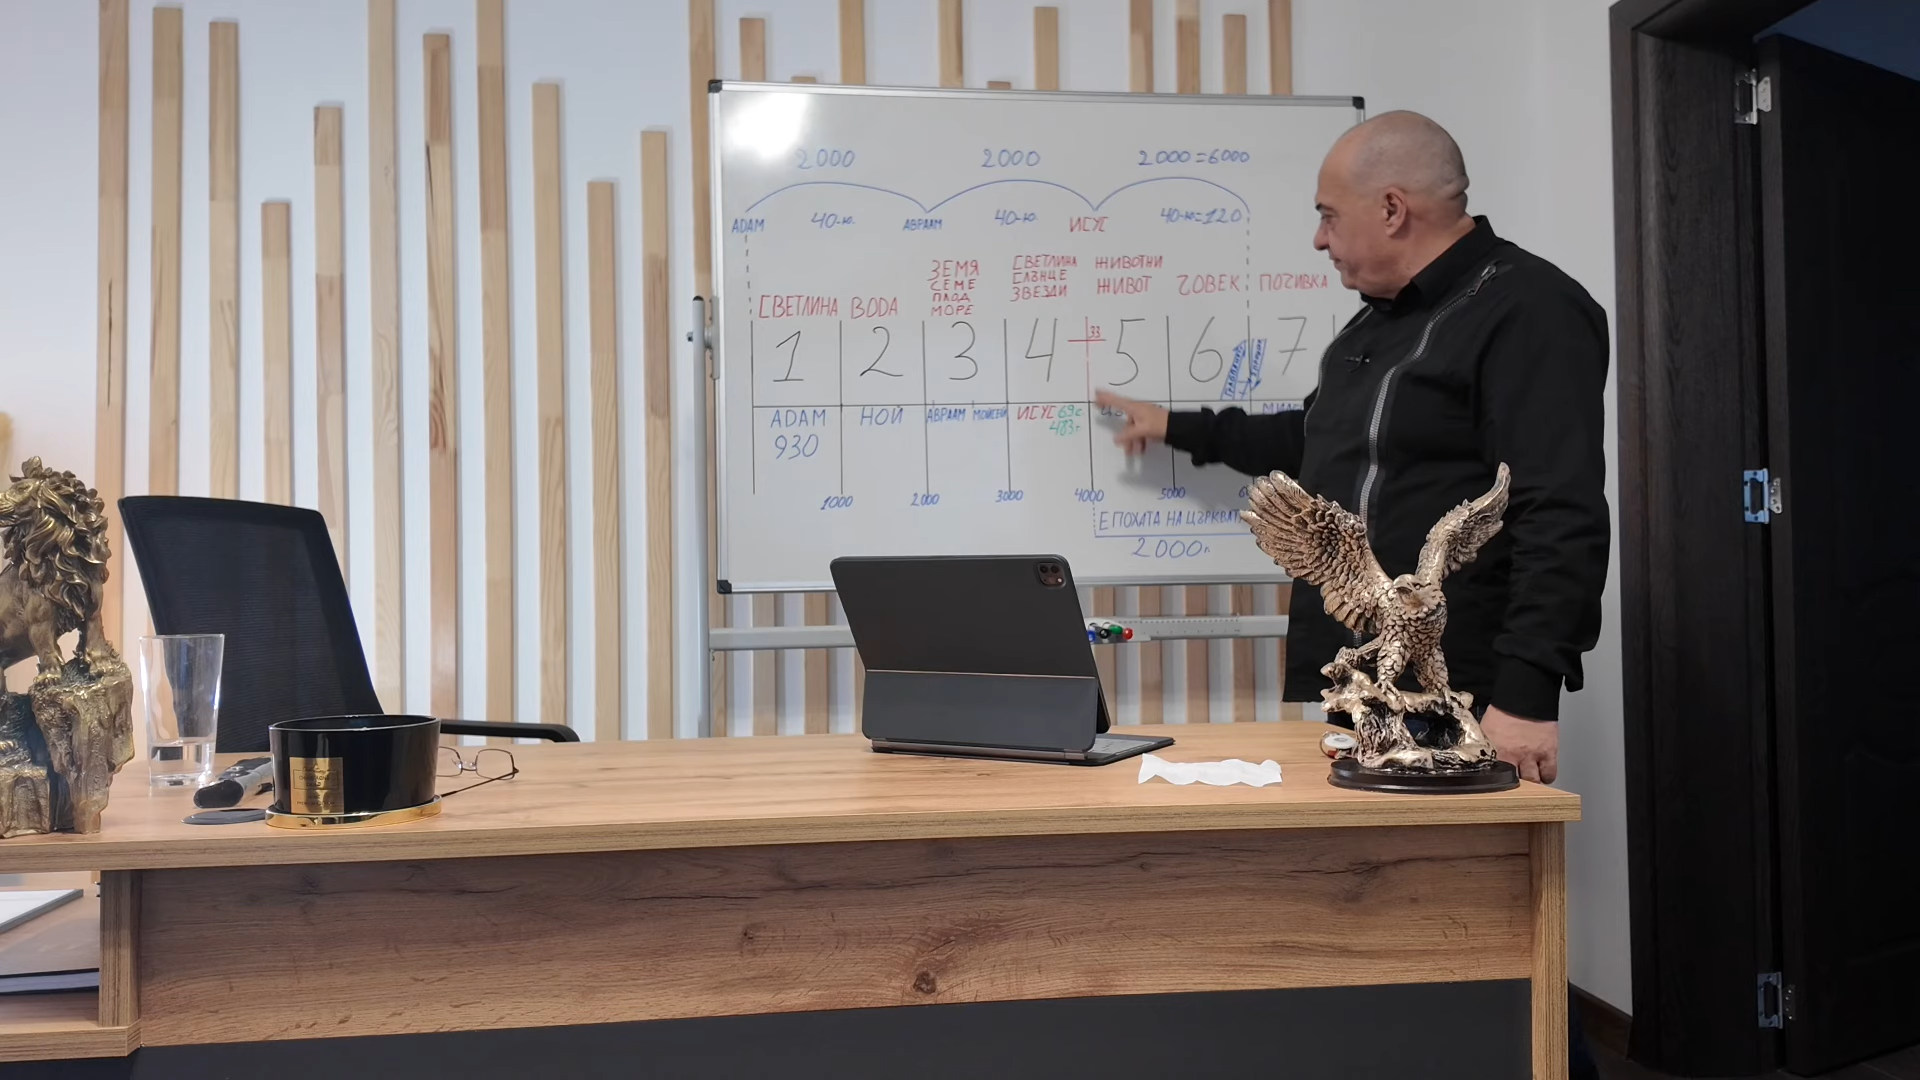 2000 2000 2000=6000
ADAM 40-Ю. АВРААМ 40-Ю. ИСУС 40-Ю=120
ЗЕМЯ СВЕТЛИНА ЖИВОТНИ
СЕМЕ СЛЪНЦЕ
СВЕТЛИНА ВОДА ПЛОД ЗВЕЗДИ ЖИВОТ ЧОВЕК ПОЧИВКА
МОРЕ
33
1 2 3 4 5 6 7
ADAM НОЙ АВРААМ МОЙСЕЙ ИСУС 69с.
930 483г.
1000 2000 3000 4000 5000
ЕПОХАТА НА ЦЪРКВАТА
2000г.